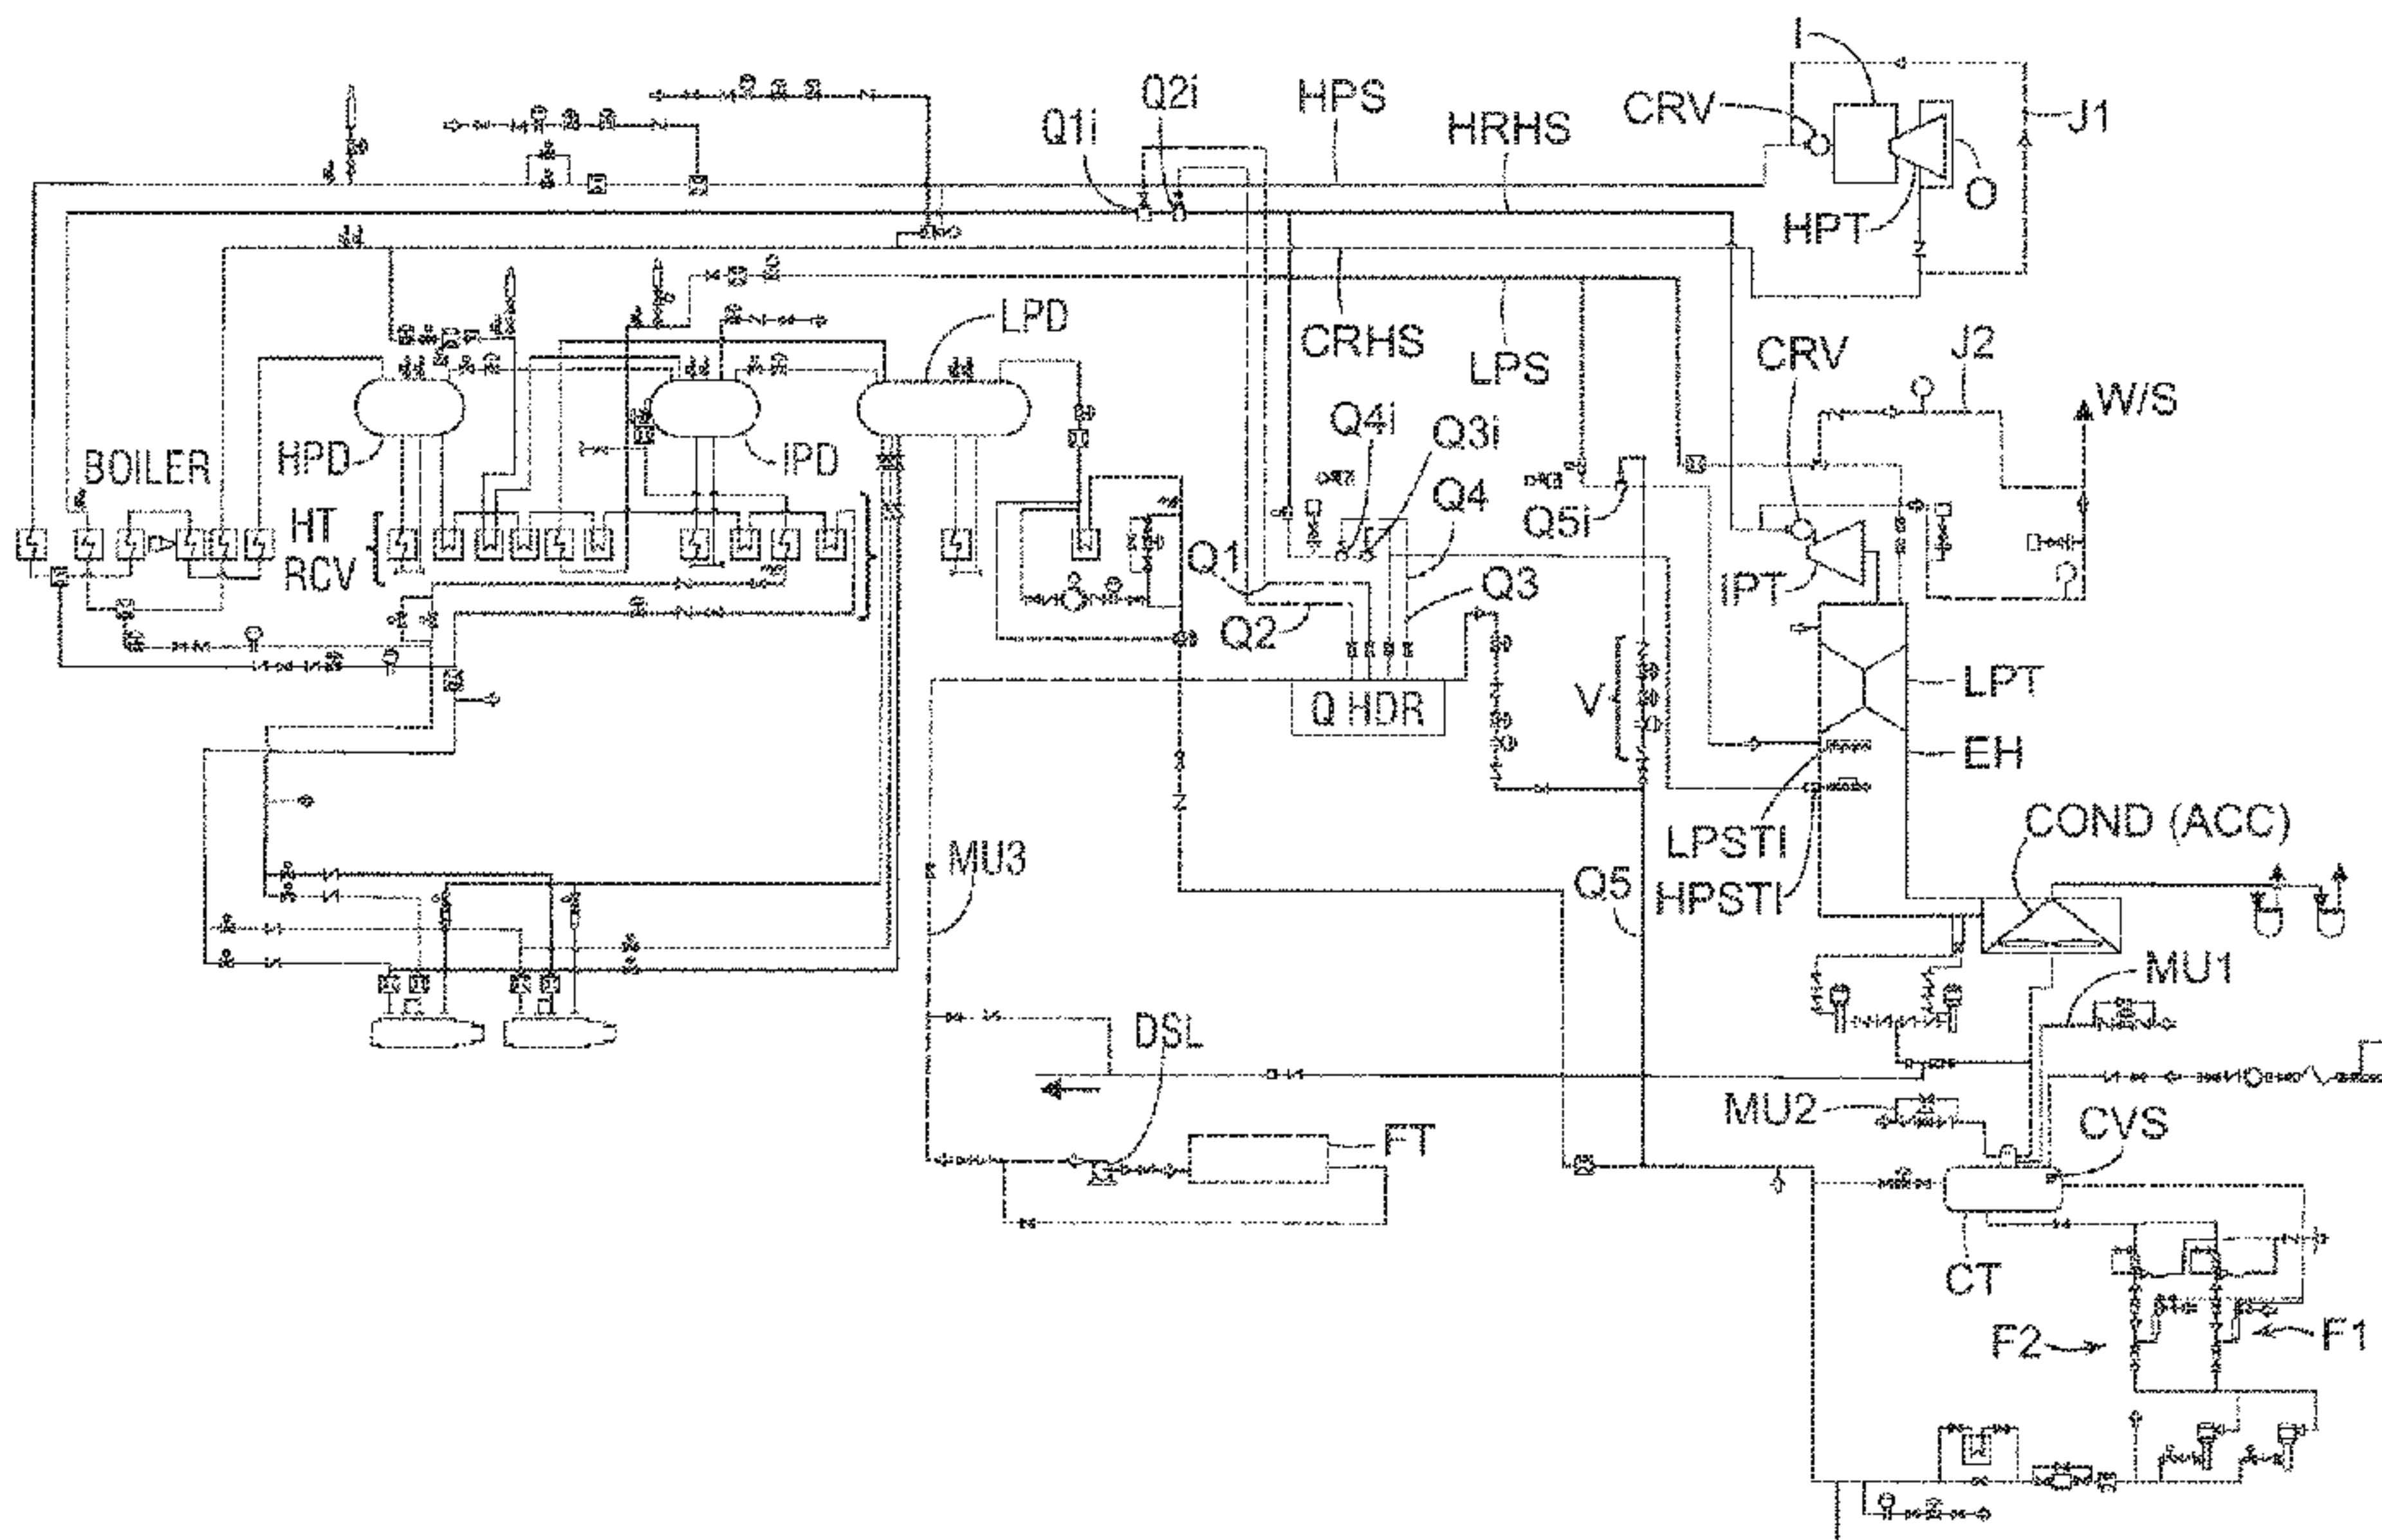 I
Q2i
HPS
CRV
J1
Q1i
HRHS
O
HPT
LPD
CRHS
LPS
CRV
J2
W/S
Q4i
Q3i
HPD
IPD
BOILER
Q4
Q5i
HT
RCV
Q1
Q3
IPT
Q2
LPT
Q HDR
V
EH
LPSTI
COND (ACC)
MU3
Q5
HPSTI
MU1
DSL
MU2
CVS
FT
CT
F2
F1